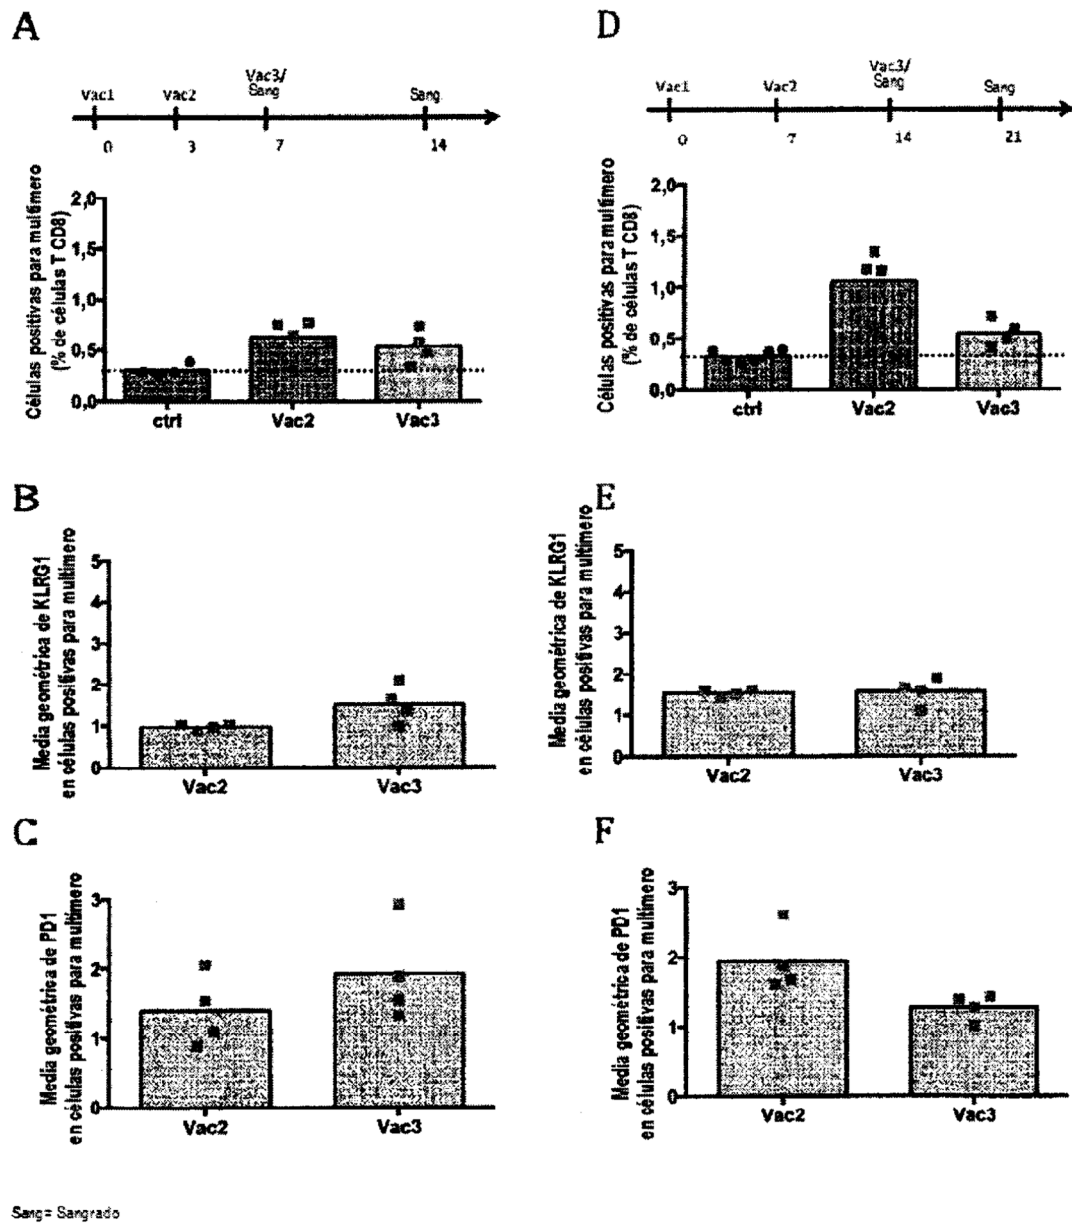 A
Vac1 Vac2 Vac3/ Sang Sang
0 3 7 14
Células positivas para multímero
(% de células T CD8)
2,0
1,5
1,0
0,5
0,0
ctrl Vac2 Vac3
D
Vac1 Vac2 Vac3/ Sang Sang
0 7 14 21
Células positivas para multímero
(% de células T CD8)
2,0
1,5
1,0
0,5
0,0
ctrl Vac2 Vac3
B
Media geométrica de KLRG1
en células positivas para multímero
5
4
3
2
1
0
Vac2 Vac3
E
Media geométrica de KLRG1
en células positivas para multímero
5
4
3
2
1
0
Vac2 Vac3
C
Media geométrica de PD1
en células positivas para multímero
3
2
1
0
Vac2 Vac3
F
Media geométrica de PD1
en células positivas para multímero
3
2
1
0
Vac2 Vac3
Sang= Sangrado